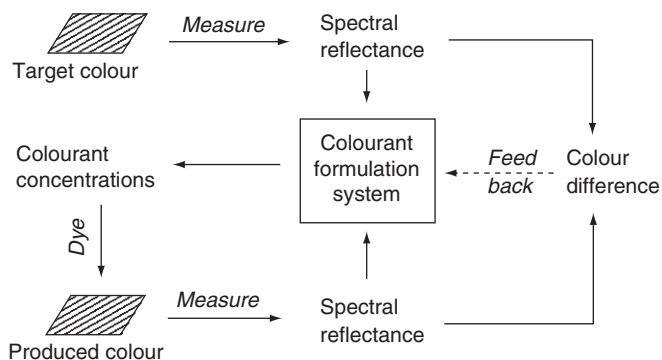 Measure
Spectral
reflectance
Target colour
Colourant
concentrations
Colourant
formulation
system
Feed
back
Colour
difference
Dye
Measure
Spectral
reflectance
Produced colour